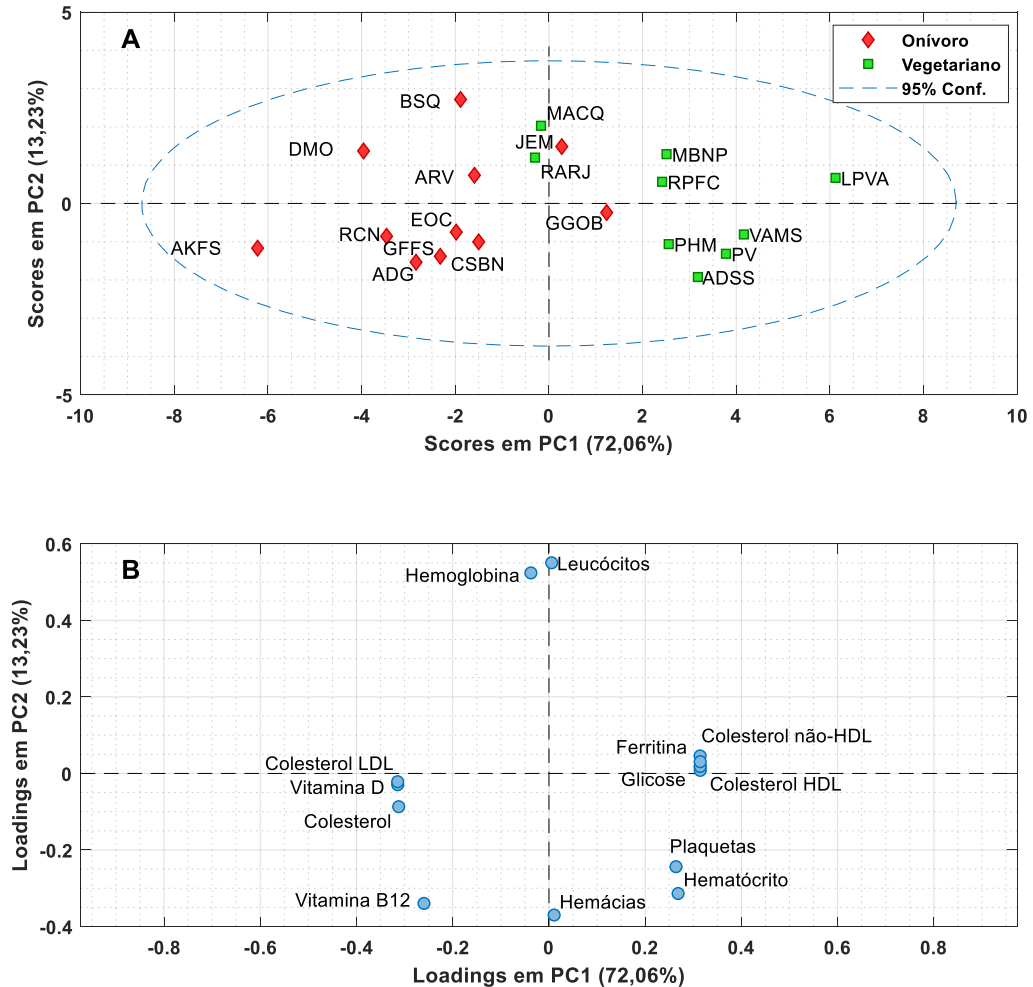 A
Onívoro
Vegetariano
95% Conf.
BSQ
MACQ
DMO
JEM
RARJ
MBNP
ARV
RPFC
LPVA
GGOB
EOC
RCN
GFFS
AKFS
ADG
CSBN
PHM
VAMS
PV
ADSS
5
0
-5
Scores em PC2 (13,23%)
-10 -8 -6 -4 -2 0 2 4 6 8 10
Scores em PC1 (72,06%)
B
Hemoglobina
Leucócitos
Colesterol não-HDL
Ferritina
Colesterol LDL
Glicose
Colesterol HDL
Vitamina D
Colesterol
Plaquetas
Hematócrito
Vitamina B12
Hemácias
0.6
0.4
0.2
0
-0.2
-0.4
Loadings em PC2 (13,23%)
-0.8 -0.6 -0.4 -0.2 0 0.2 0.4 0.6 0.8
Loadings em PC1 (72,06%)